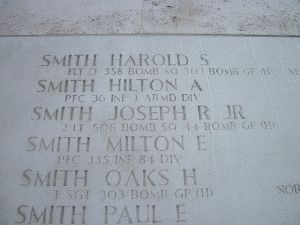 SMITH HAROLD S
FLT O 358 BOMB SQ 303 BOMB GP (H)
SMITH HILTON A
PFC 36 INF 3 ARMD DIV
SMITH JOSEPH R JR
2 LT 506 BOMB SQ 44 BOMB GP (H)
SMITH MILTON E
PFC 335 INF 84 DIV
SMITH OAKS H
T SGT 303 BOMB GP (H)
NOR
SMITH PAUL E